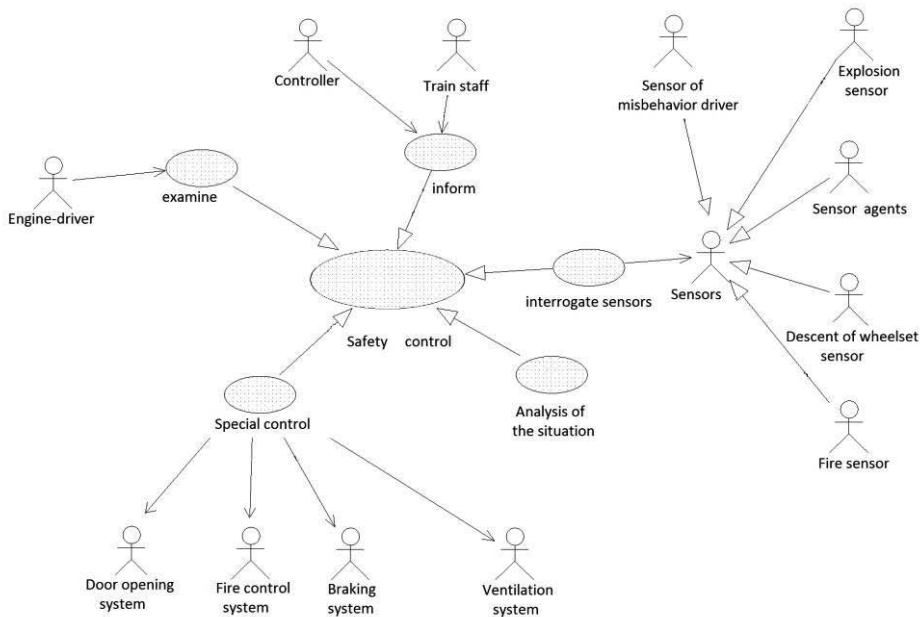 Controller
Train staff
Sensor of
misbehavior driver
Explosion
sensor
Engine-driver
examine
inform
Sensor agents
interrogate sensors
Sensors
Safety control
Descent of wheelset
sensor
Special control
Analysis of
the situation
Fire sensor
Door opening
system
Fire control
system
Braking
system
Ventilation
system